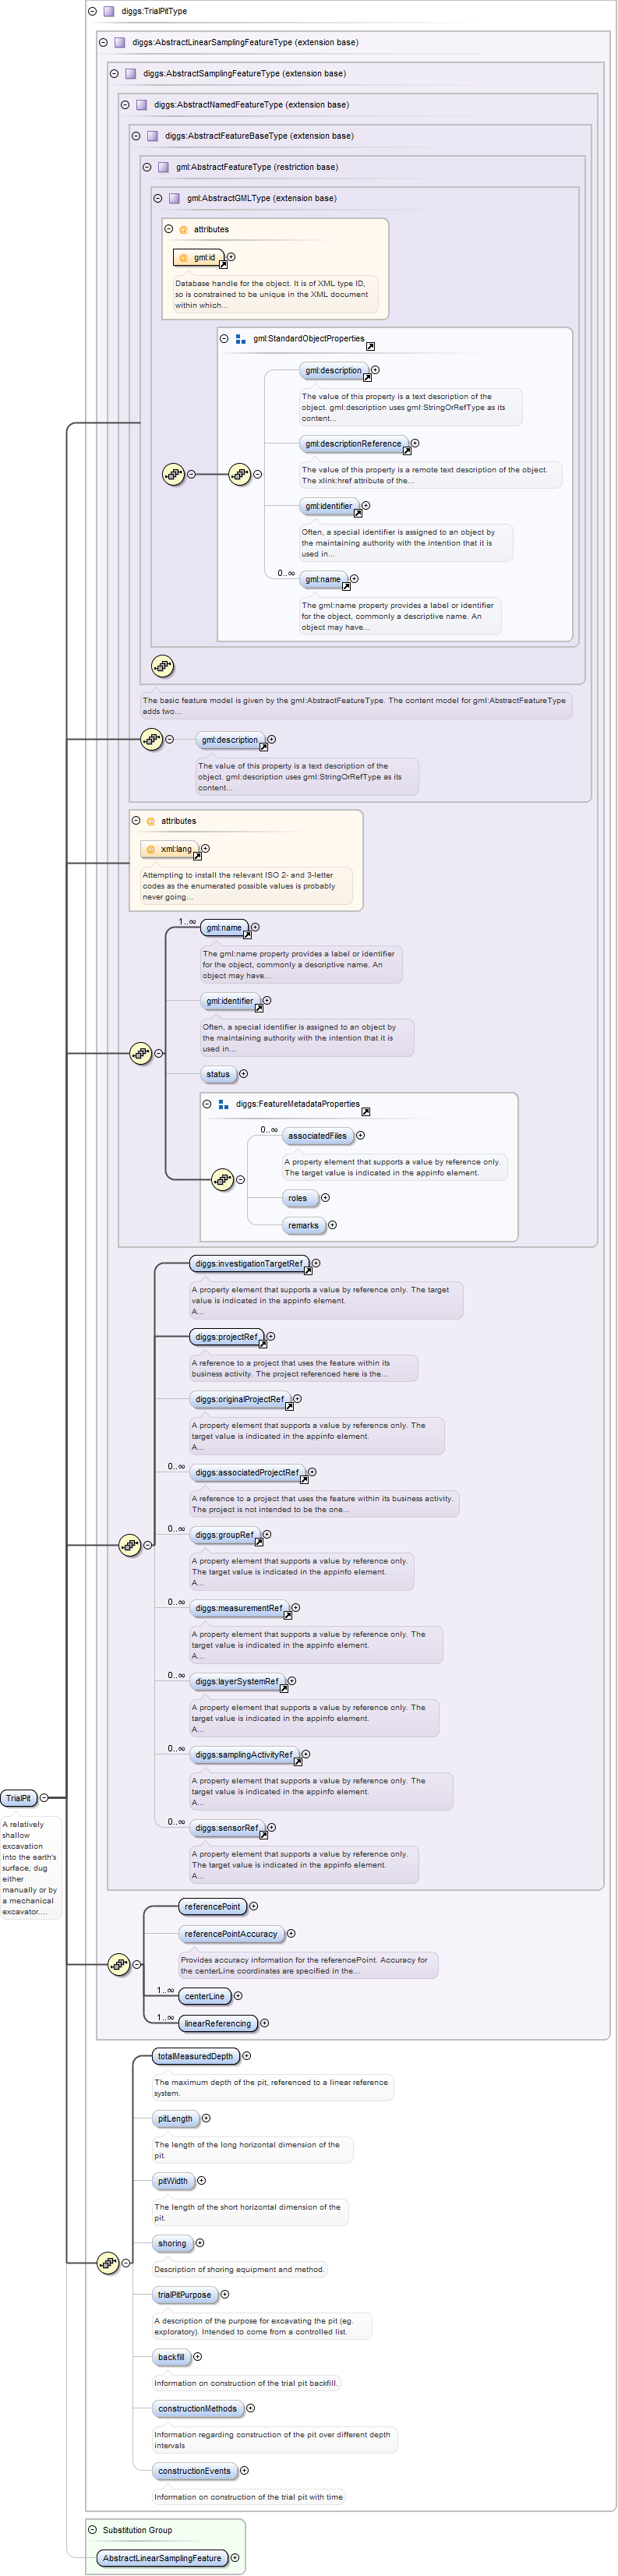 diggs:TrialPitType
diggs:AbstractLinearSamplingFeatureType (extension base)
diggs:AbstractSamplingFeatureType (extension base)
diggs:AbstractNamedFeatureType (extension base)
diggs:AbstractFeatureBaseType (extension base)
gml:AbstractFeatureType (restriction base)
gml:AbstractGMLType (extension base)
@ attributes
@ gml:id
Database handle for the object. It is of XML type ID,
so is constrained to be unique in the XML document
within which...
gml:StandardObjectProperties
gml:description
The value of this property is a text description of the
object. gml:description uses gml:StringOrRefType as its
content...
gml:descriptionReference
The value of this property is a remote text description of the object.
The xlink:href attribute of the...
gml:identifier
Often, a special identifier is assigned to an object by
the maintaining authority with the intention that it is
used in...
0..∞
gml:name
The gml:name property provides a label or identifier
for the object, commonly a descriptive name. An
object may have...
The basic feature model is given by the gml:AbstractFeatureType. The content model for gml:AbstractFeatureType
adds two...
gml:description
The value of this property is a text description of the
object. gml:description uses gml:StringOrRefType as its
content...
@ attributes
@ xml:lang
Attempting to install the relevant ISO 2- and 3-letter
codes as the enumerated possible values is probably
never going...
1..∞
gml:name
The gml:name property provides a label or identifier
for the object, commonly a descriptive name. An
object may have...
gml:identifier
Often, a special identifier is assigned to an object by
the maintaining authority with the intention that it is
used in...
status
diggs:FeatureMetadataProperties
0..∞
associatedFiles
A property element that supports a value by reference only.
The target value is indicated in the appinfo element.
roles
remarks
diggs:investigationTargetRef
A property element that supports a value by reference only. The target
value is indicated in the appinfo element.
A...
diggs:projectRef
A reference to a project that uses the feature within its
business activity. The project referenced here is the...
diggs:originalProjectRef
A property element that supports a value by reference only. The
target value is indicated in the appinfo element.
A...
0..∞
diggs:associatedProjectRef
A reference to a project that uses the feature within its business activity.
The project is not intended to be the one...
0..∞
diggs:groupRef
A property element that supports a value by reference only.
The target value is indicated in the appinfo element.
A...
0..∞
diggs:measurementRef
A property element that supports a value by reference only. The
target value is indicated in the appinfo element.
A...
0..∞
diggs:layerSystemRef
A property element that supports a value by reference only. The
target value is indicated in the appinfo element.
A...
0..∞
diggs:samplingActivityRef
A property element that supports a value by reference only. The
target value is indicated in the appinfo element.
A...
0..∞
diggs:sensorRef
A property element that supports a value by reference only.
The target value is indicated in the appinfo element.
A...
TrialPit
A relatively
shallow
excavation
into the earth's
surface, dug
either
manually or by
a mechanical
excavator....
referencePoint
referencePointAccuracy
Provides accuracy information for the referencePoint. Accuracy for
the centerLine coordinates are specified in the...
1..∞
centerLine
1..∞
linearReferencing
totalMeasuredDepth
The maximum depth of the pit, referenced to a linear reference
system.
pitLength
The length of the long horizontal dimension of the
pit.
pitWidth
The length of the short horizontal dimension of the
pit.
shoring
Description of shoring equipment and method.
trialPitPurpose
A description of the purpose for excavating the pit (eg.
exploratory). Intended to come from a controlled list.
backfill
Information on construction of the trial pit backfill.
constructionMethods
Information regarding construction of the pit over different depth
intervals
constructionEvents
Information on construction of the trial pit with time
Substitution Group
AbstractLinearSamplingFeature